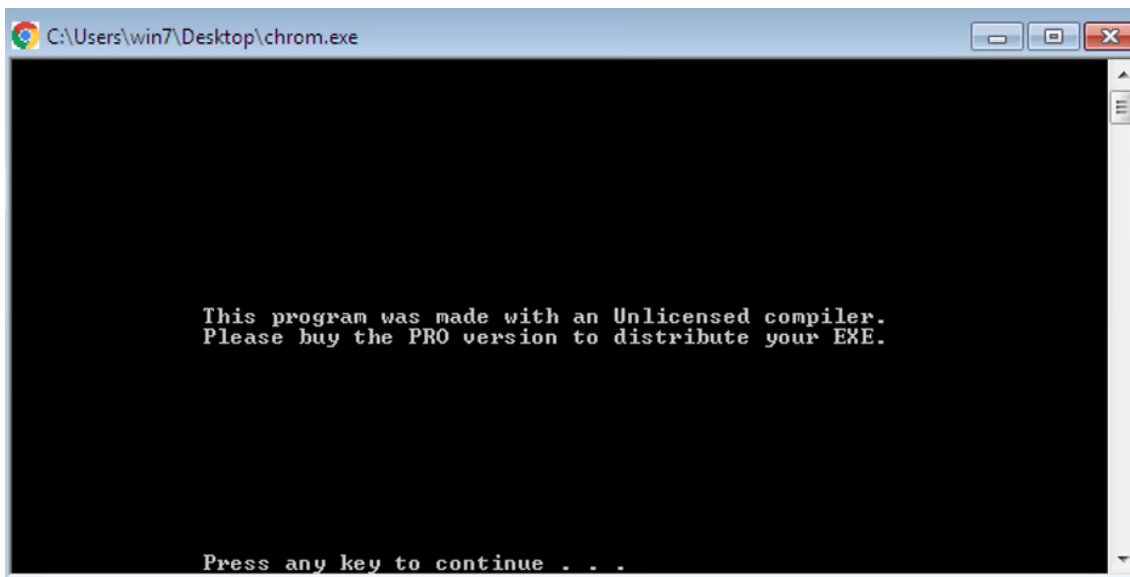 C:\Users\win7\Desktop\chrom.exe
This program was made with an Unlicensed compiler.
Please buy the PRO version to distribute your EXE.
Press any key to continue . . .